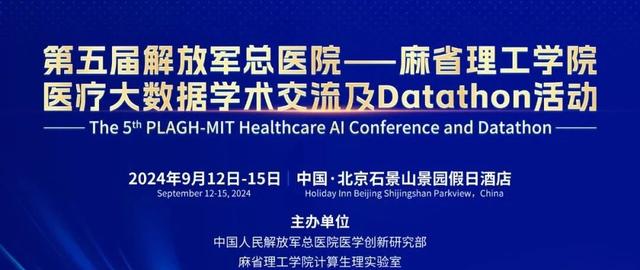 第五届解放军总医院——麻省理工学院
医疗大数据学术交流及Datathon活动
The 5th PLAGH-MIT Healthcare AI Conference and Datathon
2024年9月12日-15日 | 中国·北京石景山景园假日酒店
September 12-15, 2024 Holiday Inn Beijing Shijingshan Parkview，China
主办单位
中国人民解放军总医院医学创新研究部
麻省理工学院计算生理实验室